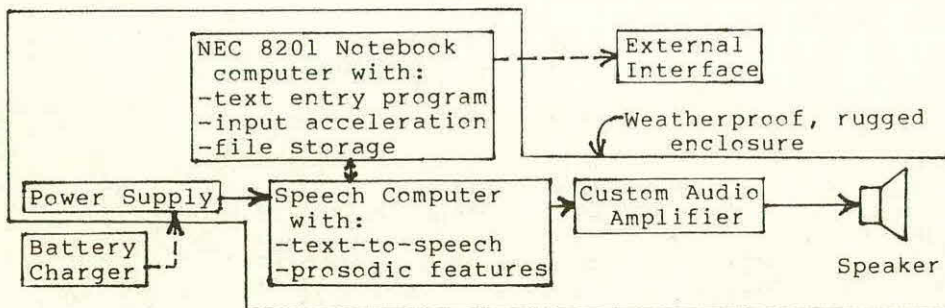 NEC 8201 Notebook
computer with:
-text entry program
-input acceleration
-file storage
External
Interface
Weatherproof, rugged
enclosure
Power Supply
Speech Computer
with:
-text-to-speech
-prosodic features
Custom Audio
Amplifier
Battery
Charger
Speaker